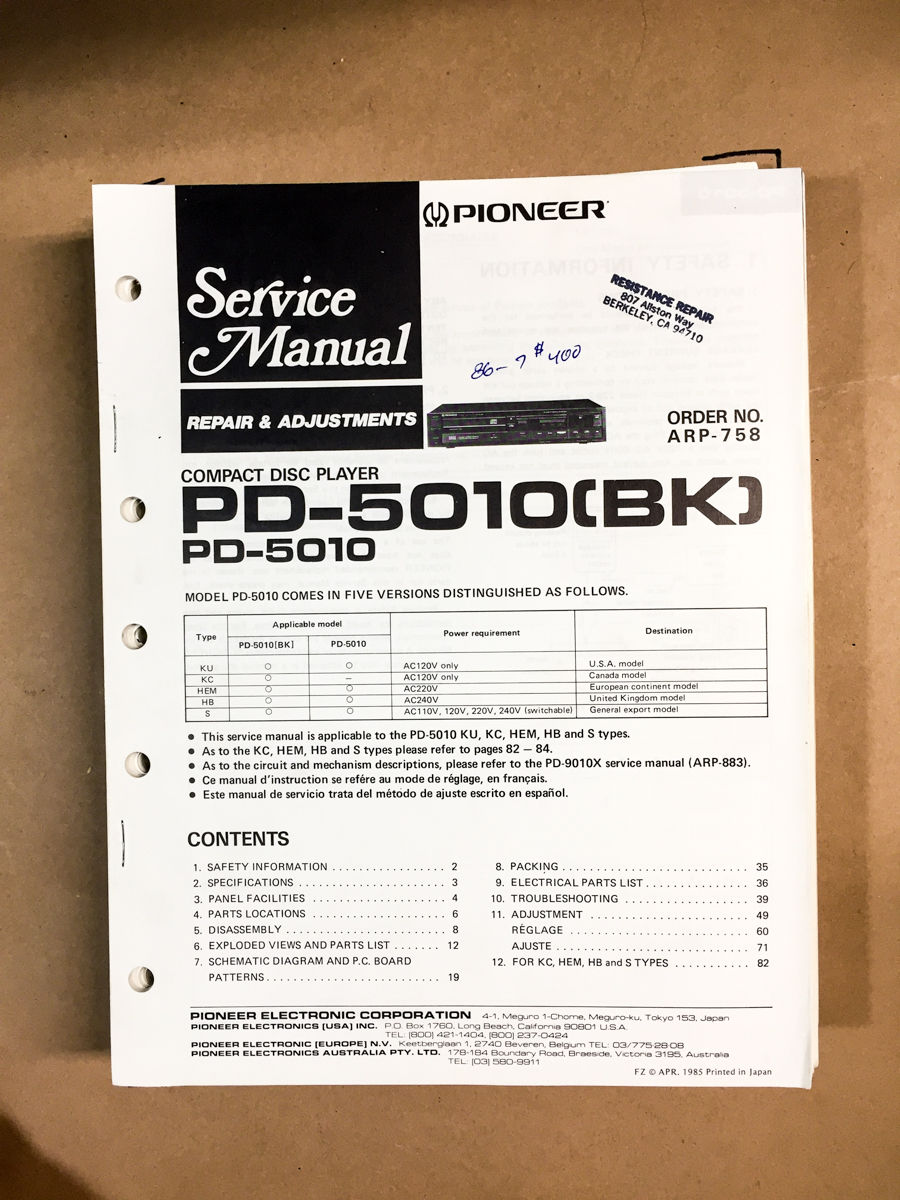 PIONEER
Service
Manual
RESISTANCE REPAIR
807 Allston Way
BERKELEY, CA 94710
86-7 #400
REPAIR & ADJUSTMENTS
ORDER NO.
ARP-758
COMPACT DISC PLAYER
PD-5010(BK)
PD-5010
MODEL PD-5010 COMES IN FIVE VERSIONS DISTINGUISHED AS FOLLOWS.
Type Applicable model Power requirement Destination
PD-5010[BK] PD-5010
KU ○ ○ AC120V only U.S.A. model
KC ○ – AC120V only Canada model
HEM ○ ○ AC220V European continent model
HB ○ ○ AC240V United Kingdom model
S ○ ○ AC110V, 120V, 220V, 240V (switchable) General export model
● This service manual is applicable to the PD-5010 KU, KC, HEM, HB and S types.
● As to the KC, HEM, HB and S types please refer to pages 82 – 84.
● As to the circuit and mechanism descriptions, please refer to the PD-9010X service manual (ARP-883).
● Ce manual d'instruction se refére au mode de réglage, en français.
● Este manual de servicio trata del método de ajuste escrito en español.
CONTENTS
1. SAFETY INFORMATION . . . . . . . . . . . . . . . . . 2
2. SPECIFICATIONS . . . . . . . . . . . . . . . . . . . . . . 3
3. PANEL FACILITIES . . . . . . . . . . . . . . . . . . . . 4
4. PARTS LOCATIONS . . . . . . . . . . . . . . . . . . . . 6
5. DISASSEMBLY . . . . . . . . . . . . . . . . . . . . . . . . 8
6. EXPLODED VIEWS AND PARTS LIST . . . . . . . 12
7. SCHEMATIC DIAGRAM AND P.C. BOARD
PATTERNS . . . . . . . . . . . . . . . . . . . . . . . . . . 19
8. PACKING . . . . . . . . . . . . . . . . . . . . . . . . . . . . 35
9. ELECTRICAL PARTS LIST . . . . . . . . . . . . . . . 36
10. TROUBLESHOOTING . . . . . . . . . . . . . . . . . . . 39
11. ADJUSTMENT . . . . . . . . . . . . . . . . . . . . . . . . 49
RÉGLAGE . . . . . . . . . . . . . . . . . . . . . . . . . . 60
AJUSTE . . . . . . . . . . . . . . . . . . . . . . . . . . . . 71
12. FOR KC, HEM, HB and S TYPES . . . . . . . . . . . 82
PIONEER ELECTRONIC CORPORATION 4-1, Meguro 1-Chome, Meguro-ku, Tokyo 153, Japan
PIONEER ELECTRONICS [USA] INC. P.O. Box 1760, Long Beach, California 90801 U.S.A.
TEL: [800] 421-1404, [800] 237-0424
PIONEER ELECTRONIC [EUROPE] N.V. Keetberglaan 1, 2740 Beveren, Belgium TEL: 03/775·28·08
PIONEER ELECTRONICS AUSTRALIA PTY. LTD. 178-184 Boundary Road, Braeside, Victoria 3195, Australia
TEL: [03] 580-9911
FZ © APR. 1985 Printed in Japan